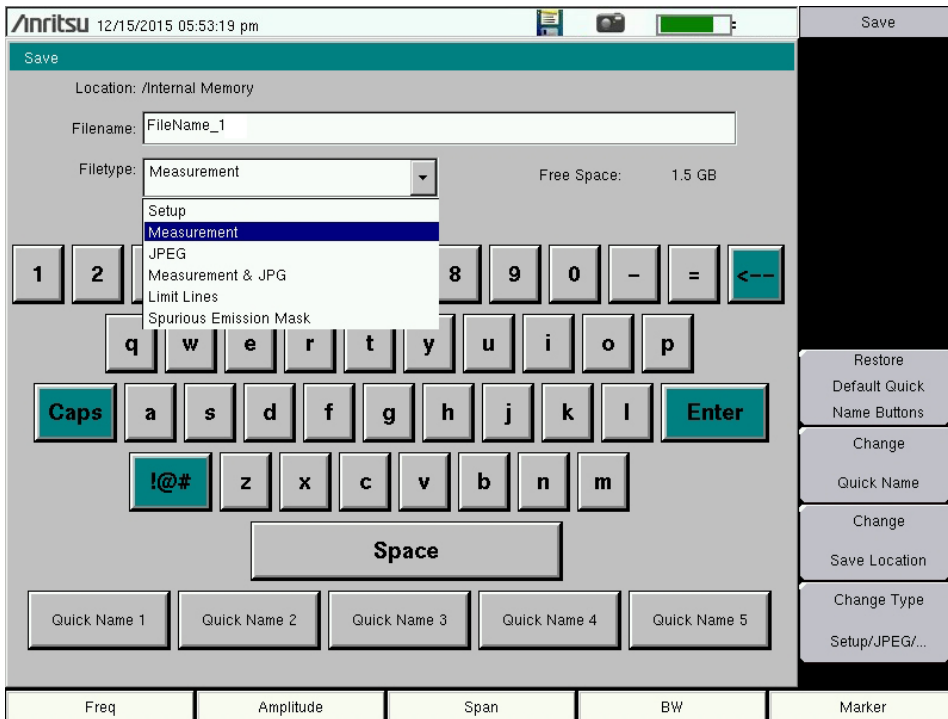 /Inritsu 12/15/2015 05:53:19 pm
Save
Save
Location: /Internal Memory
Filename: FileName_1
Filetype: Measurement
Free Space: 1.5 GB
Setup
Measurement
JPEG
Measurement & JPG
Limit Lines
Spurious Emission Mask
1 2 8 9 0 - = <--
q w e r t y u i o p
Caps a s d f g h j k l Enter
!@# z x c v b n m
Space
Quick Name 1 Quick Name 2 Quick Name 3 Quick Name 4 Quick Name 5
Restore
Default Quick
Name Buttons
Change
Quick Name
Change
Save Location
Change Type
Setup/JPEG/...
Freq Amplitude Span BW Marker